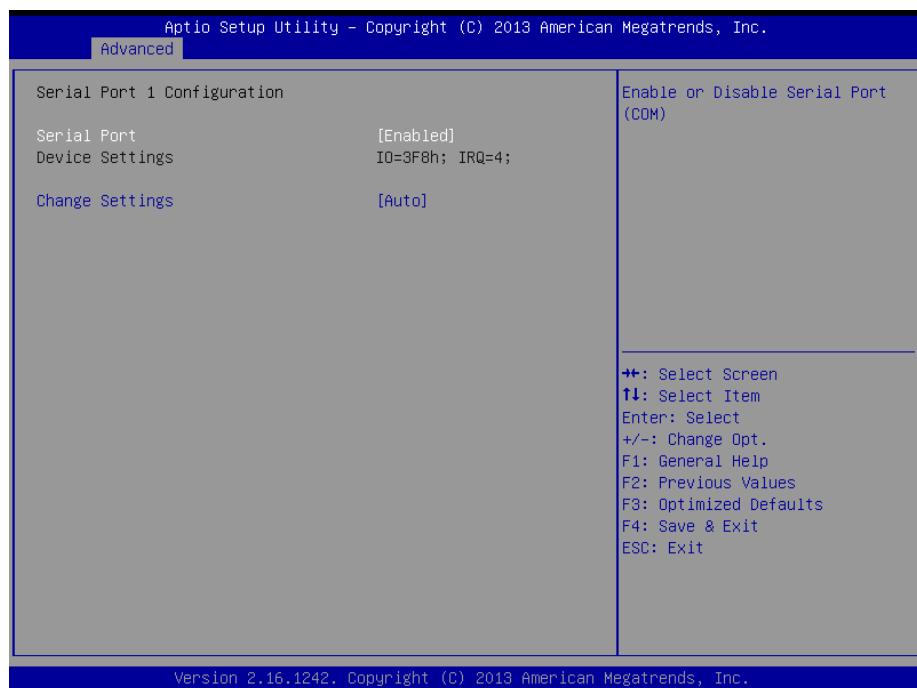 Aptio Setup Utility – Copyright (C) 2013 American Megatrends, Inc.
Advanced
Serial Port 1 Configuration
Serial Port [Enabled]
Device Settings IO=3F8h; IRQ=4;
Change Settings [Auto]
Enable or Disable Serial Port
(COM)
→←: Select Screen
↑↓: Select Item
Enter: Select
+/-: Change Opt.
F1: General Help
F2: Previous Values
F3: Optimized Defaults
F4: Save & Exit
ESC: Exit
Version 2.16.1242. Copyright (C) 2013 American Megatrends, Inc.